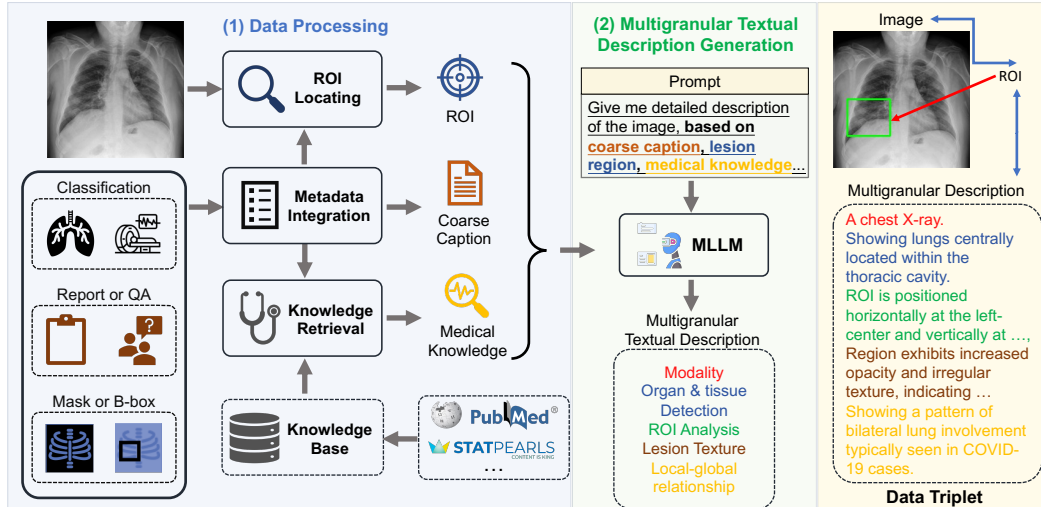 (1) Data Processing
ROI
Locating
ROI
Classification
Metadata
Integration
Coarse
Caption
Report or QA
Knowledge
Retrieval
Medical
Knowledge
Mask or B-box
Knowledge
Base
PubMed®
STATPEARLS
CONTENT IS KING
...
(2) Multigranular Textual
Description Generation
Prompt
Give me detailed description
of the image, based on
coarse caption, lesion
region, medical knowledge...
MLLM
Multigranular
Textual Description
Modality
Organ & tissue
Detection
ROI Analysis
Lesion Texture
Local-global
relationship
Image
ROI
Multigranular Description
A chest X-ray.
Showing lungs centrally
located within the
thoracic cavity.
ROI is positioned
horizontally at the left-
center and vertically at ...,
Region exhibits increased
opacity and irregular
texture, indicating ...
Showing a pattern of
bilateral lung involvement
typically seen in COVID-
19 cases.
Data Triplet